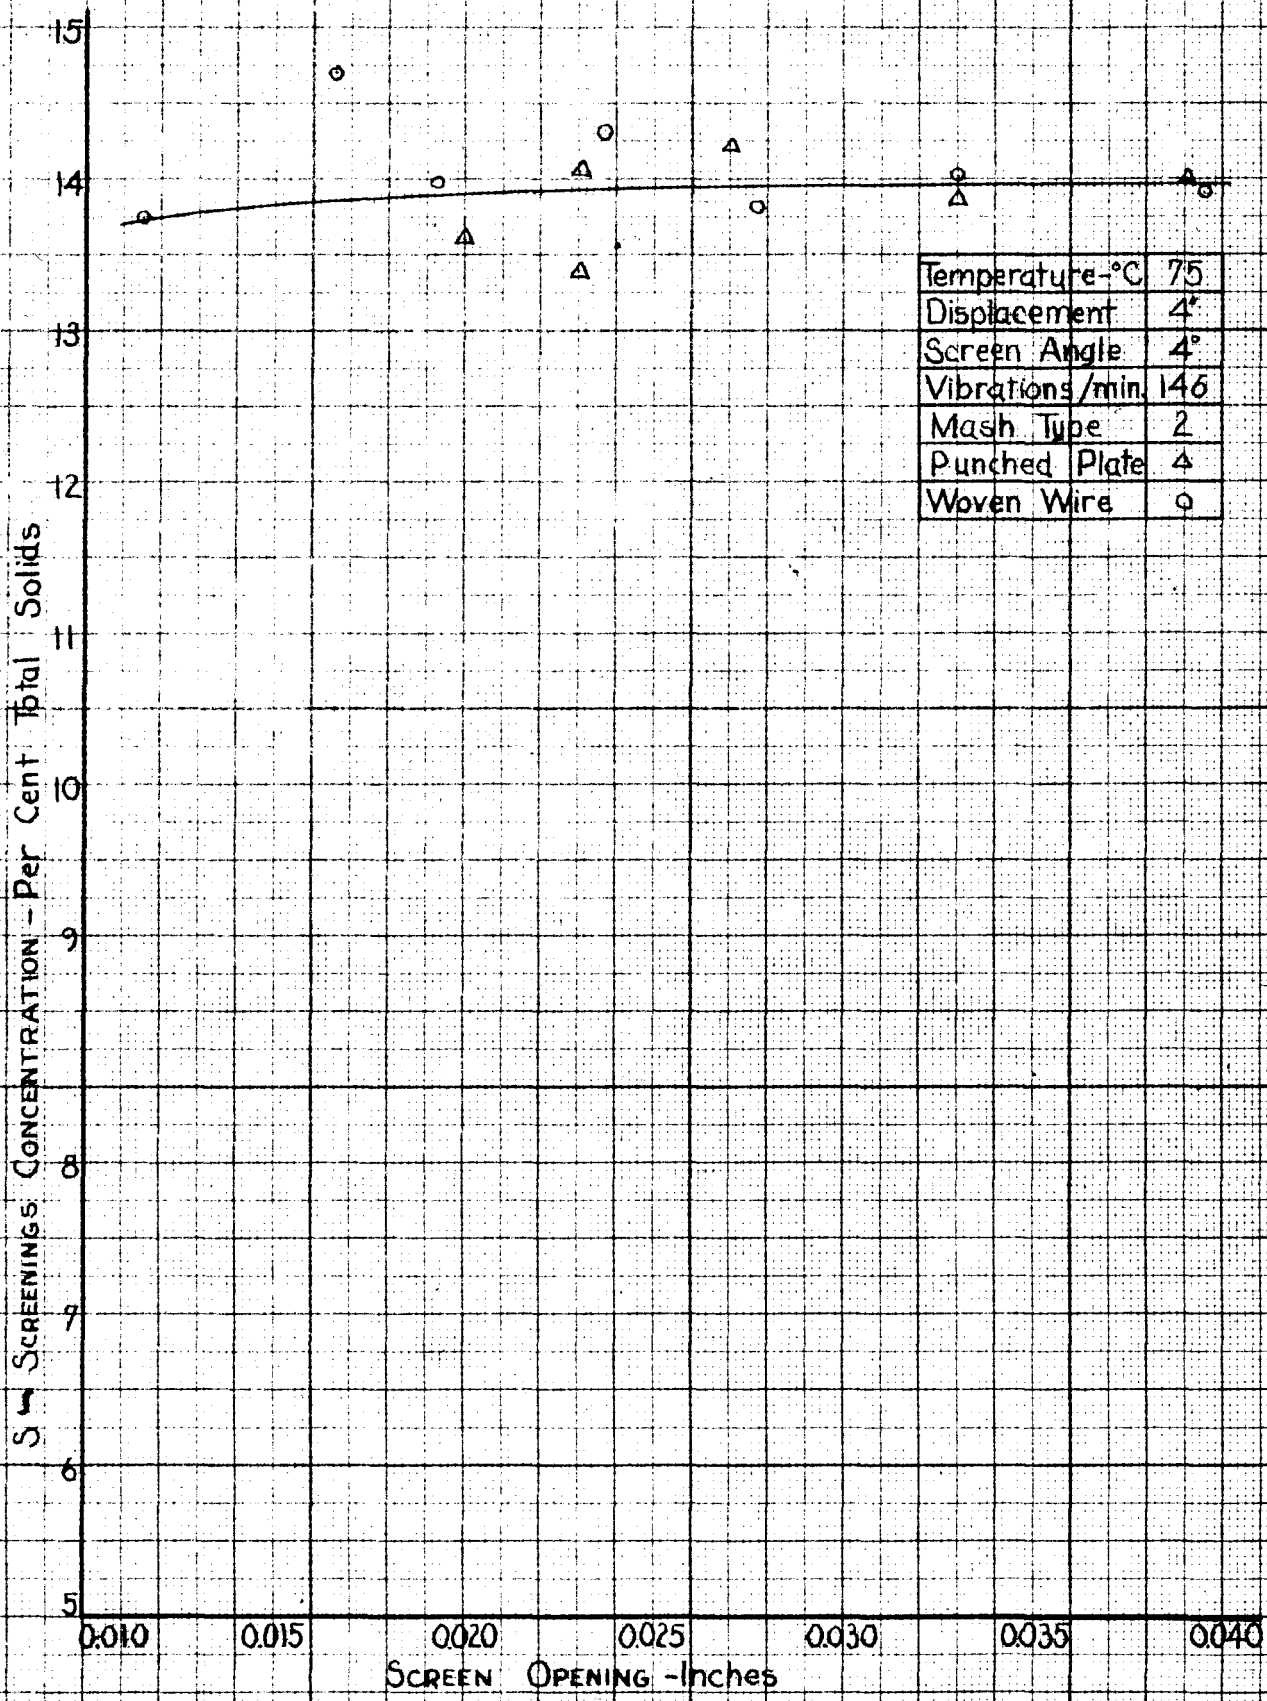 15
14
13
12
11
10
9
8
7
6
5
S - SCREENINGS CONCENTRATION - Per Cent Total Solids
Temperature-°C 75
Displacement 4"
Screen Angle 4°
Vibrations/min. 146
Mash Type 2
Punched Plate Δ
Woven Wire O
0.010 0.015 0.020 0.025 0.030 0.035 0.040
SCREEN OPENING - Inches